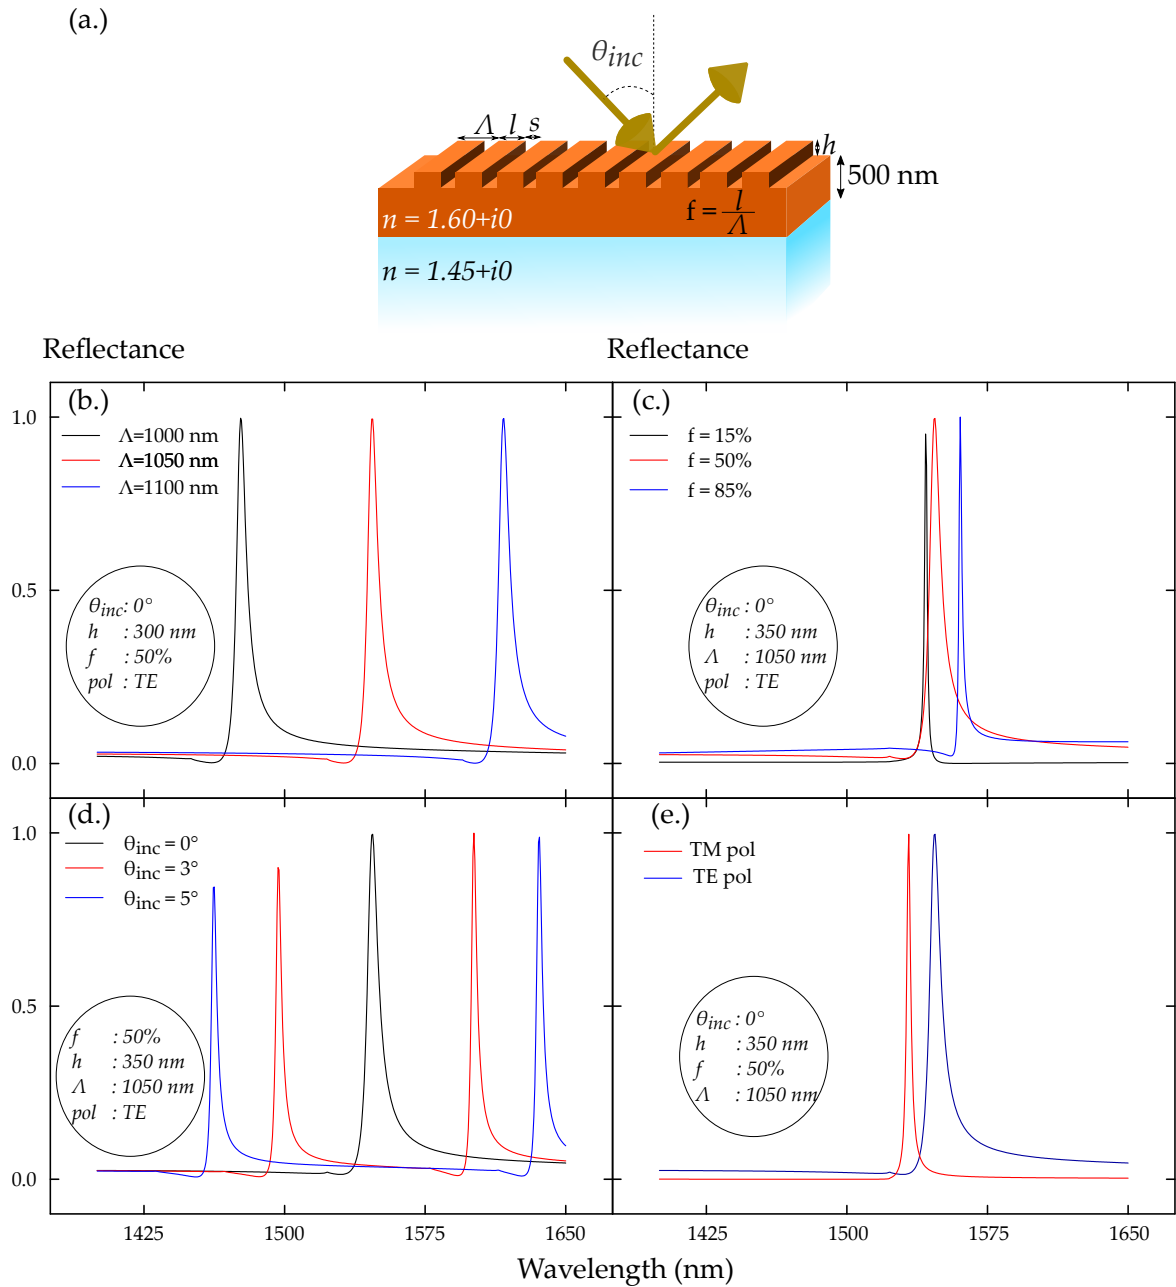 (a.)
θinc
Λ l s
h
500 nm
n = 1.60+i0
f = l/Λ
n = 1.45+i0
Reflectance
Reflectance
(b.)
Λ=1000 nm
Λ=1050 nm
Λ=1100 nm
θinc: 0°
h : 300 nm
f : 50%
pol : TE
1.0
0.5
0.0
(c.)
f = 15%
f = 50%
f = 85%
θinc : 0°
h : 350 nm
Λ : 1050 nm
pol : TE
1425 1500 1575 1650
(d.)
θinc = 0°
θinc = 3°
θinc = 5°
f : 50%
h : 350 nm
Λ : 1050 nm
pol : TE
1.0
0.5
0.0
1425 1500 1575 1650
(e.)
TM pol
TE pol
θinc : 0°
h : 350 nm
f : 50%
Λ : 1050 nm
1425 1500 1575 1650
Wavelength (nm)